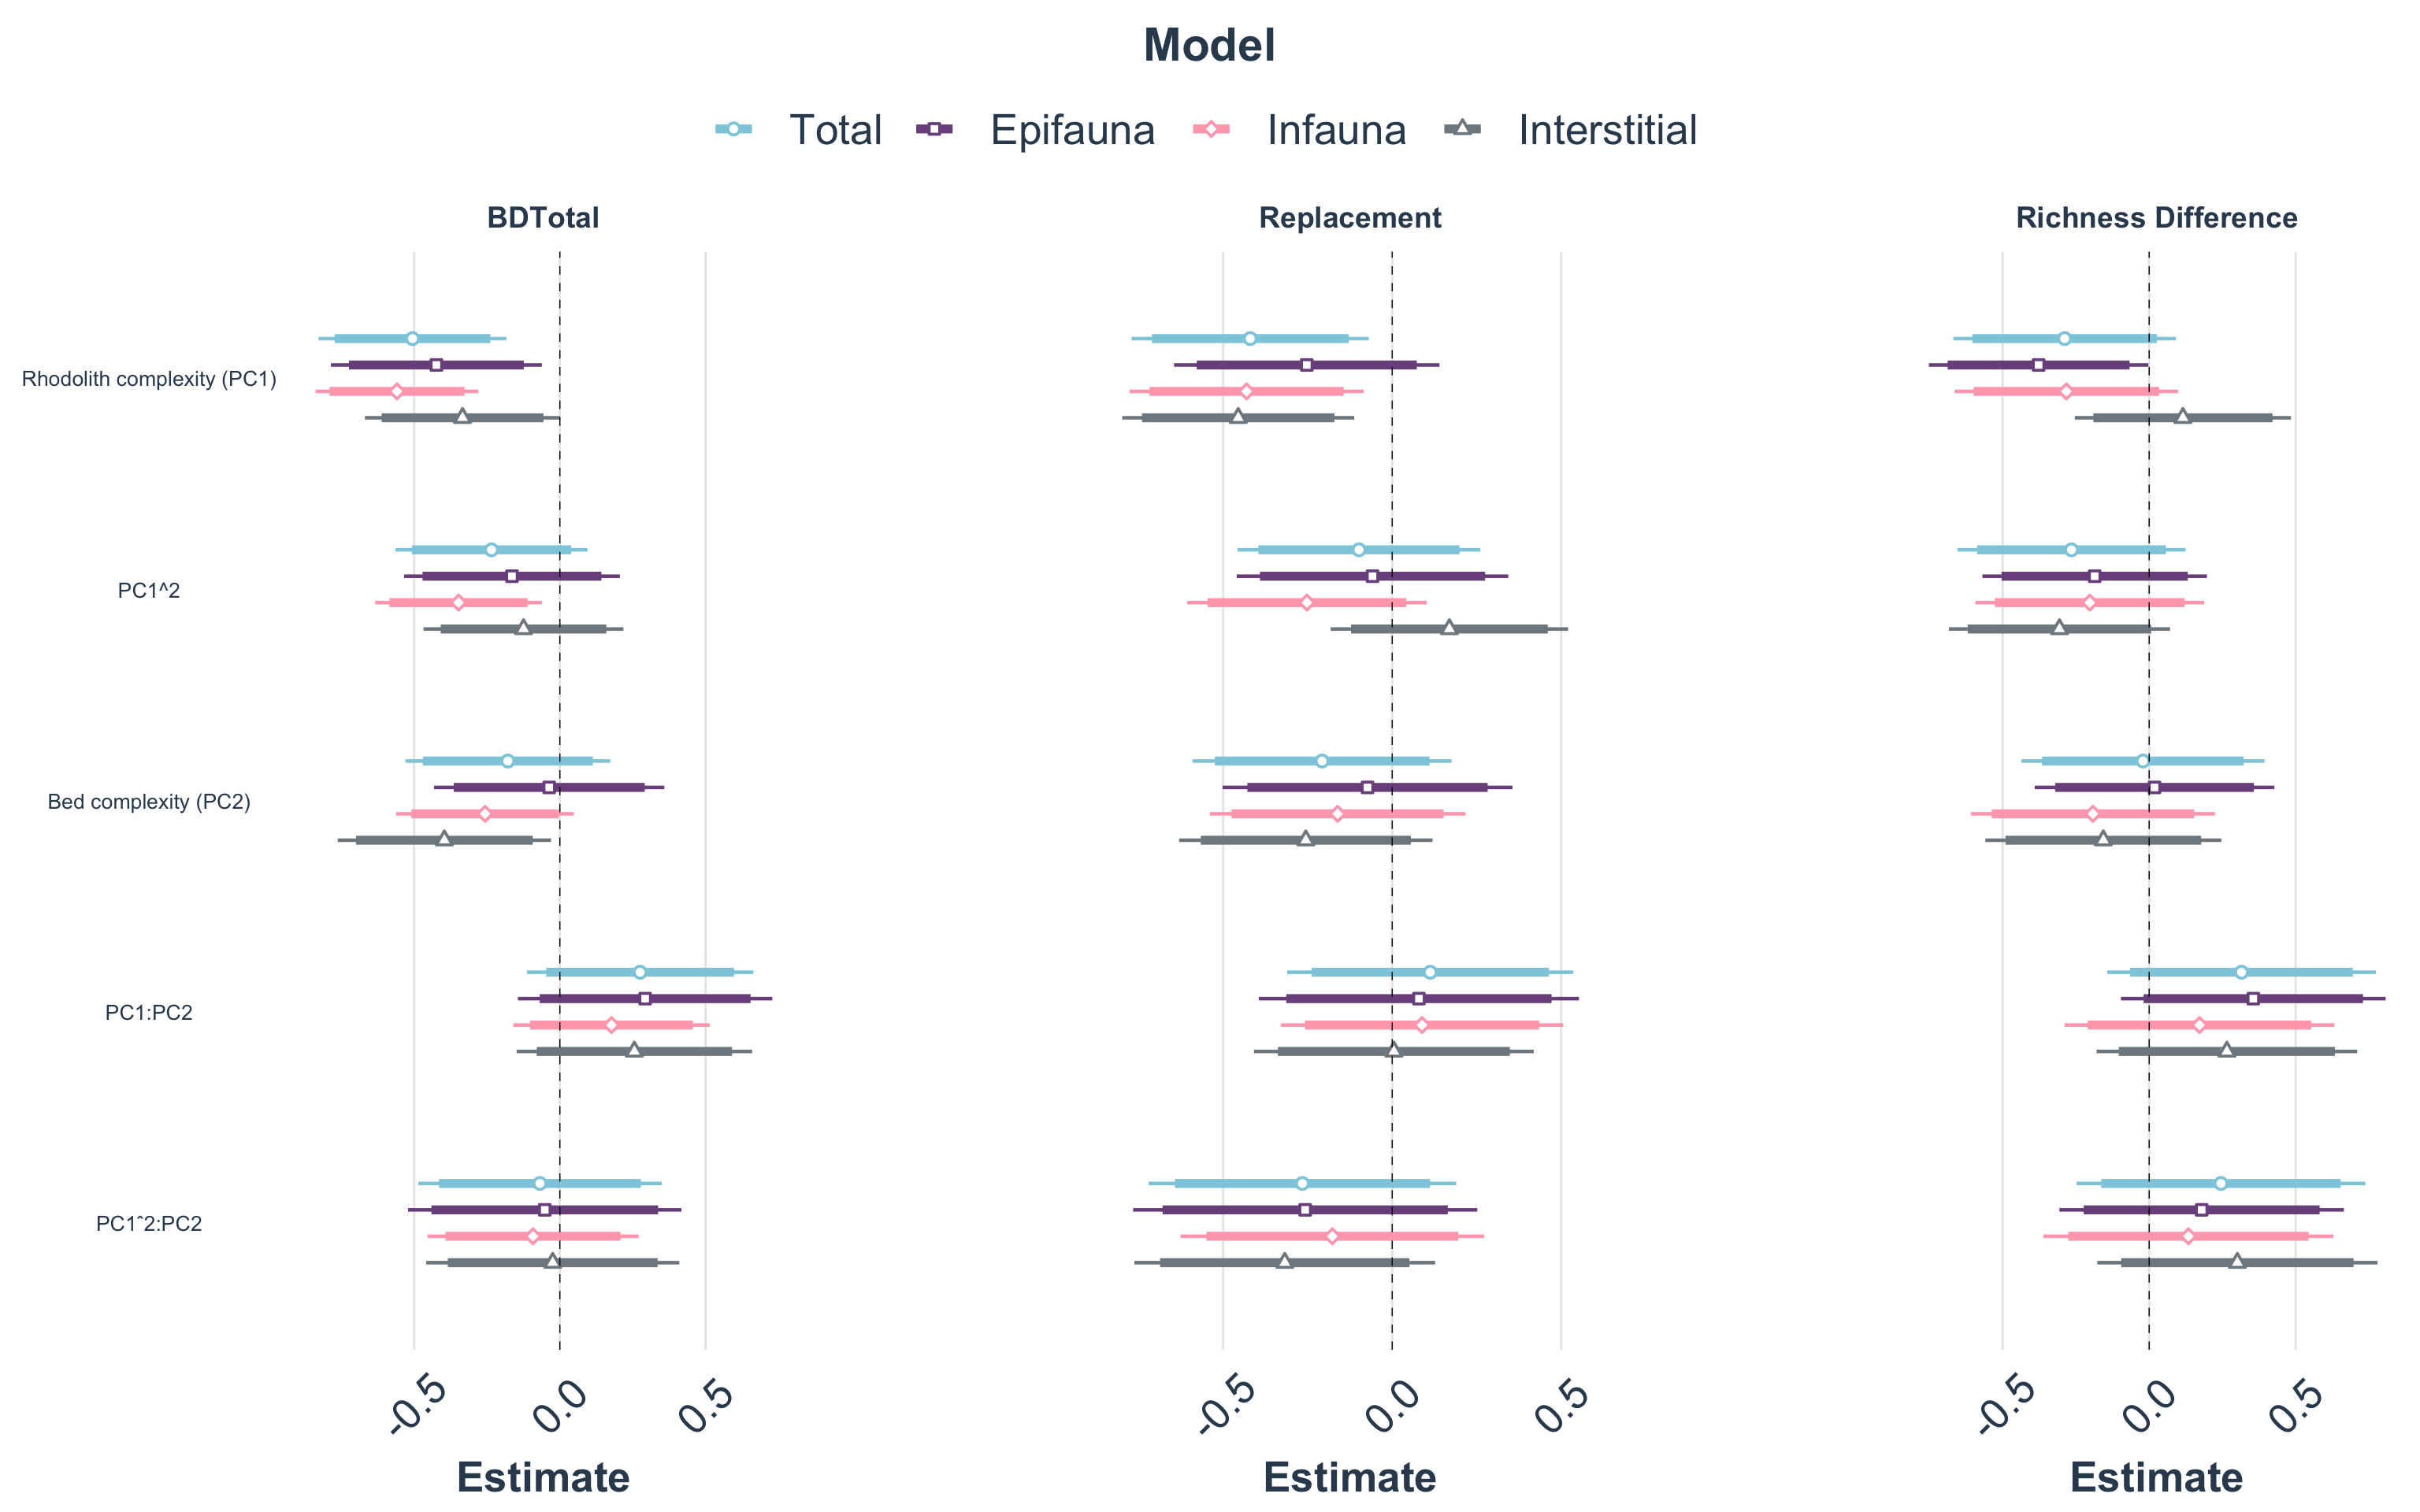 Model
Total Epifauna Infauna Interstitial
BDTotal Replacement Richness Difference
Rhodolith complexity (PC1)
PC1^2
Bed complexity (PC2)
PC1:PC2
PC1^2:PC2
-0.5 0.0 0.5 -0.5 0.0 0.5 -0.5 0.0 0.5
Estimate Estimate Estimate